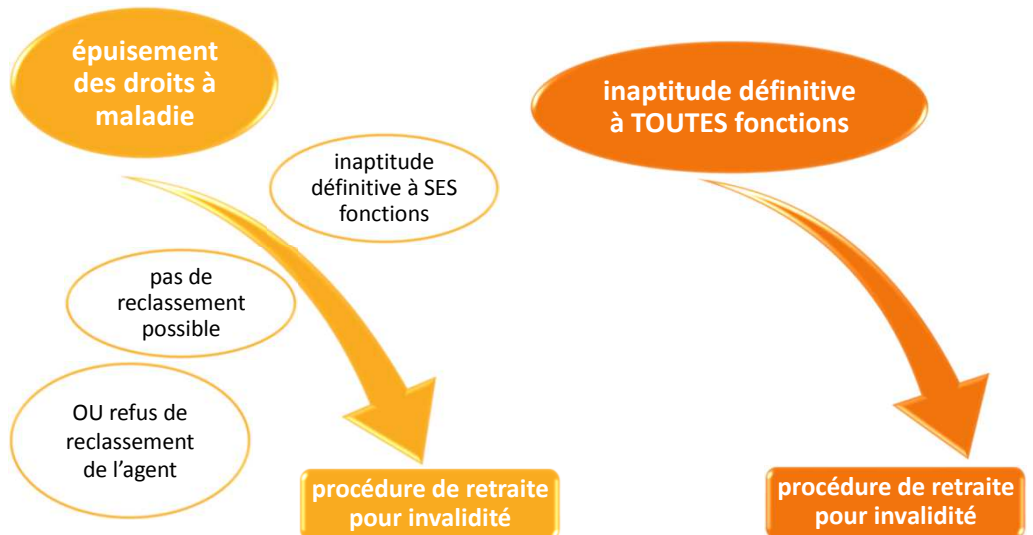 épuisement
des droits à
maladie
inaptitude
définitive à SES
fonctions
pas de
reclassement
possible
OU refus de
reclassement
de l’agent
procédure de retraite
pour invalidité
inaptitude définitive
à TOUTES fonctions
procédure de retraite
pour invalidité